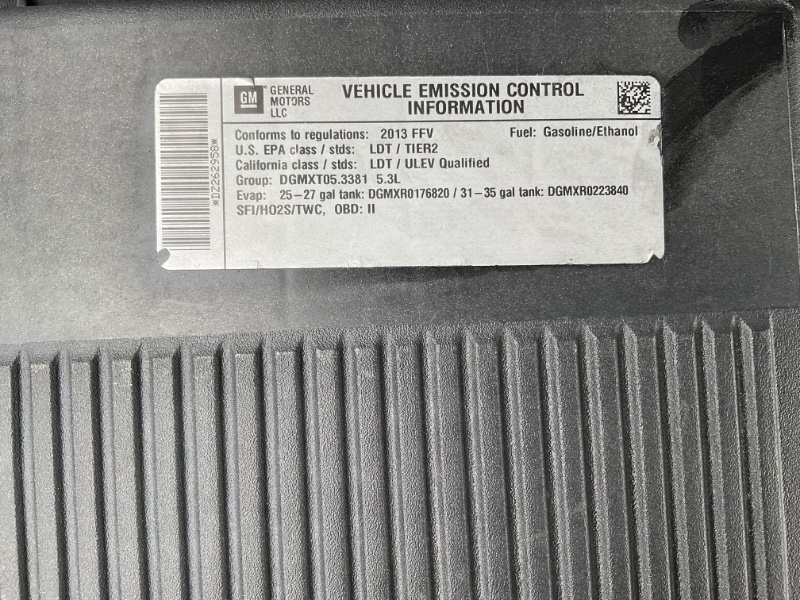 GM GENERAL MOTORS LLC
VEHICLE EMISSION CONTROL
INFORMATION
Conforms to regulations: 2013 FFV Fuel: Gasoline/Ethanol
U.S. EPA class / stds: LDT / TIER2
California class / stds: LDT / ULEV Qualified
Group: DGMXT05.3381 5.3L
Evap: 25-27 gal tank: DGMXR0176820 / 31-35 gal tank: DGMXR0223840
SFI/HO2S/TWC, OBD: II
*DZ262958*